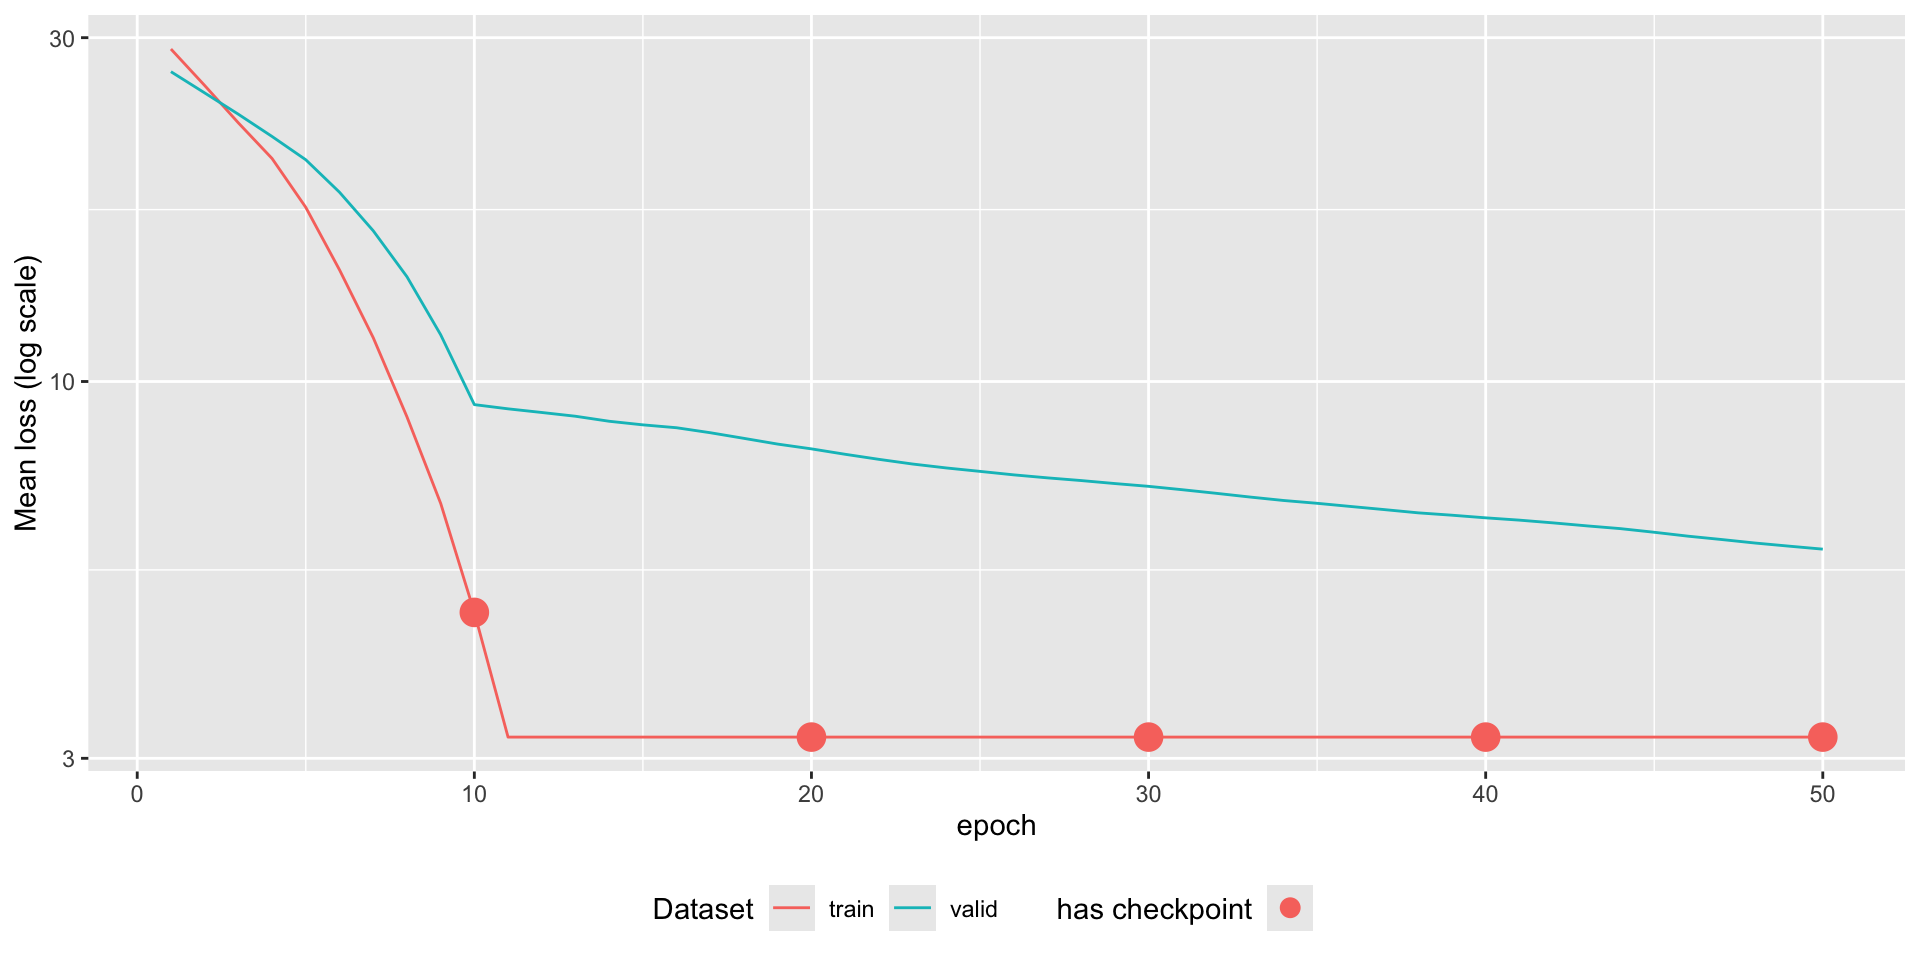 30
10
3
Mean loss (log scale)
0 10 20 30 40 50
epoch
Dataset train valid has checkpoint